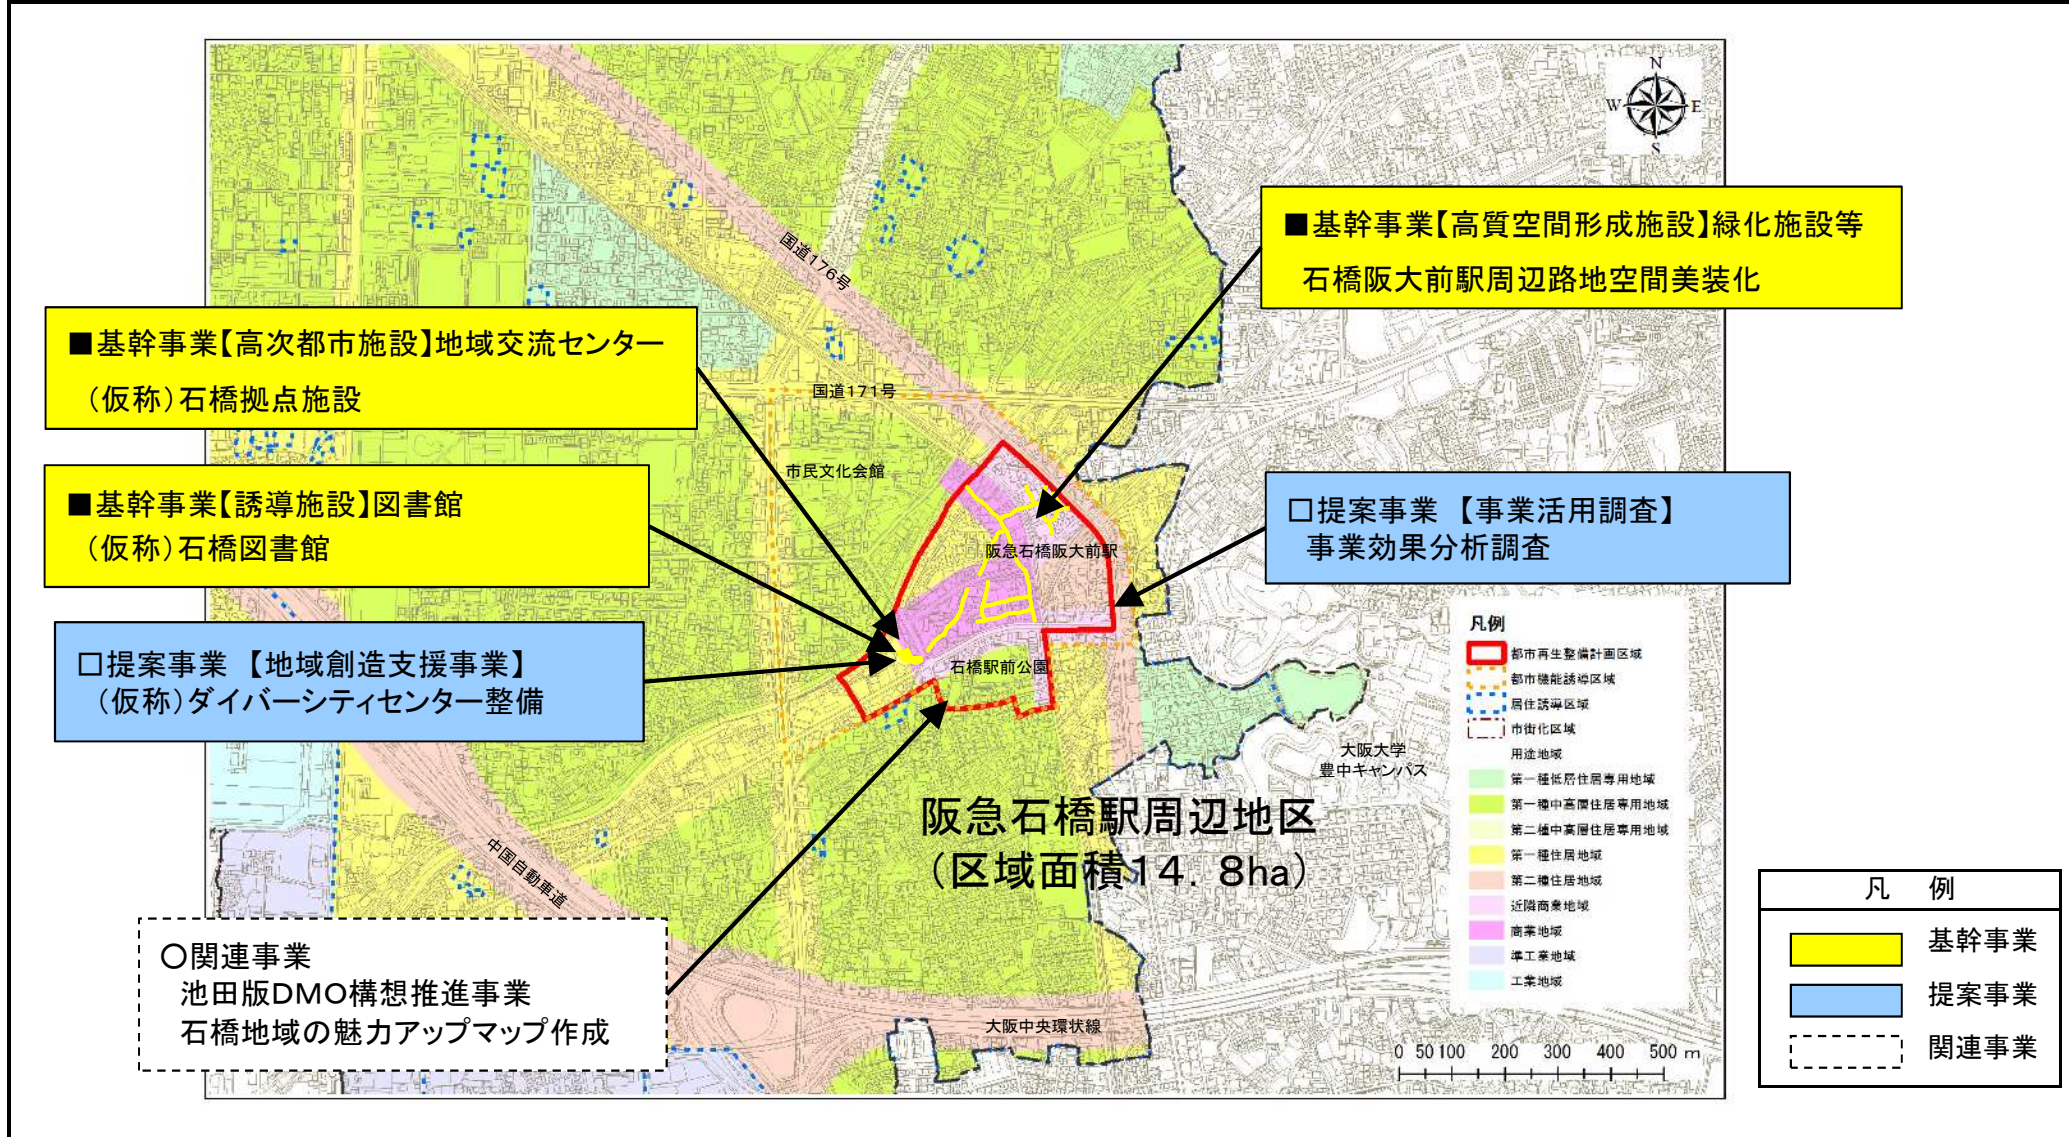 N
W
E
S
■基幹事業【高質空間形成施設】緑化施設等
石橋阪大前駅周辺路地空間美装化
国道176号
■基幹事業【高次都市施設】地域交流センター
（仮称）石橋拠点施設
国道171号
市民文化会館
■基幹事業【誘導施設】図書館
（仮称）石橋図書館
□提案事業 【事業活用調査】
事業効果分析調査
阪急石橋阪大前駅
□提案事業 【地域創造支援事業】
（仮称）ダイバーシティセンター整備
石橋駅前公園
大阪大学
豊中キャンパス
阪急石橋駅周辺地区
（区域面積14．8ha）
中国自動車道
○関連事業
池田版DMO構想推進事業
石橋地域の魅力アップマップ作成
大阪中央環状線
凡例
都市再生整備計画区域
都市機能誘導区域
居住誘導区域
市街化区域
用途地域
第一種低層住居専用地域
第一種中高層住居専用地域
第二種中高層住居専用地域
第一種住居地域
第二種住居地域
近隣商業地域
商業地域
準工業地域
工業地域
0 50 100 200 300 400 500 m
凡 例
基幹事業
提案事業
関連事業